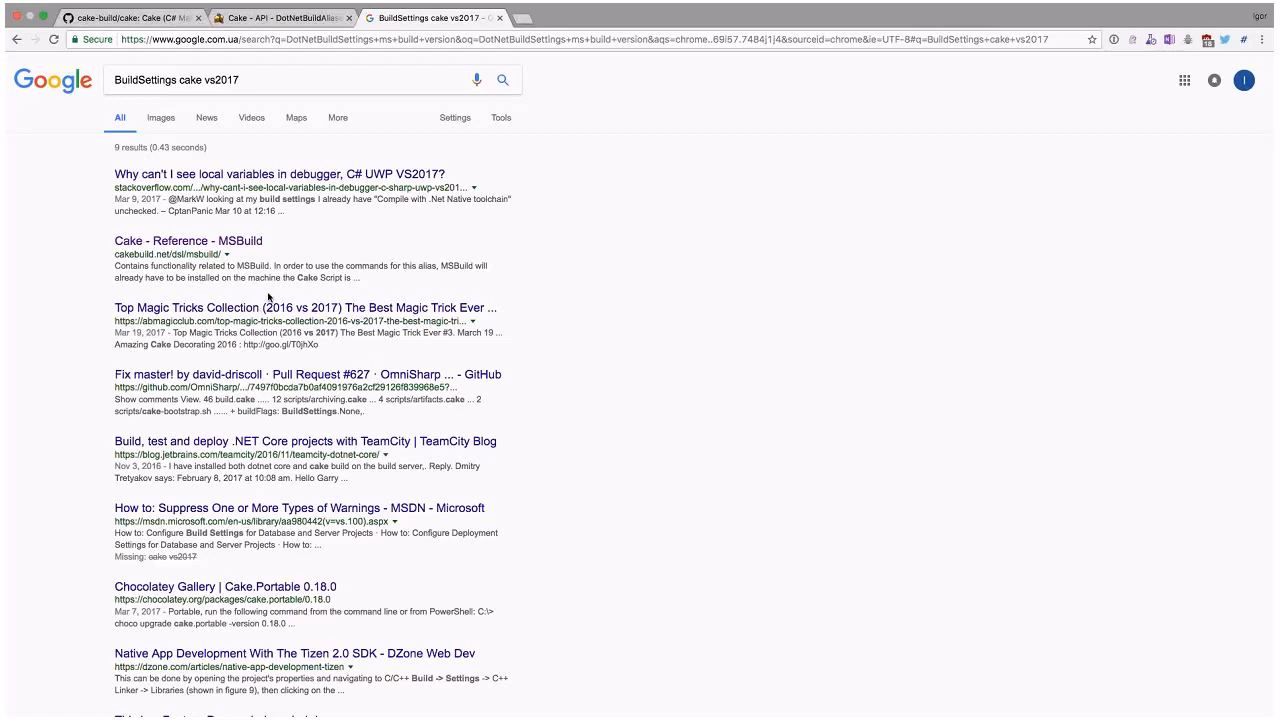 cake-build/cake: Cake (C# Ma
Cake - API - DotNetBuildAliase
BuildSettings cake vs2017 - G
Igor
Secure
https://www.google.com.ua/search?q=DotNetBuildSettings+ms+build+version&oq=DotNetBuildSettings+ms+build+version&aqs=chrome..69i57.7484j1j4&sourceid=chrome&ie=UTF-8#q=BuildSettings+cake+vs2017
Google
BuildSettings cake vs2017
All Images News Videos Maps More Settings Tools
9 results (0.43 seconds)
Why can't I see local variables in debugger, C# UWP VS2017?
stackoverflow.com/.../why-cant-i-see-local-variables-in-debugger-c-sharp-uwp-vs201...
Mar 9, 2017 - @MarkW looking at my build settings I already have "Compile with .Net Native toolchain"
unchecked. – CptanPanic Mar 10 at 12:16 ...
Cake - Reference - MSBuild
cakebuild.net/dsl/msbuild/
Contains functionality related to MSBuild. In order to use the commands for this alias, MSBuild will
already have to be installed on the machine the Cake Script is ...
Top Magic Tricks Collection (2016 vs 2017) The Best Magic Trick Ever ...
https://abmagicclub.com/top-magic-tricks-collection-2016-vs-2017-the-best-magic-tri...
Mar 19, 2017 - Top Magic Tricks Collection (2016 vs 2017) The Best Magic Trick Ever #3. March 19 ...
Amazing Cake Decorating 2016 : http://goo.gl/T0jhXo
Fix master! by david-driscoll · Pull Request #627 · OmniSharp ... - GitHub
https://github.com/OmniSharp/.../7497f0bcda7b0af4091976a2cf29126f839968e5?...
Show comments View. 46 build.cake ..... 12 scripts/archiving.cake ... 4 scripts/artifacts.cake ... 2
scripts/cake-bootstrap.sh ...... + buildFlags: BuildSettings.None,.
Build, test and deploy .NET Core projects with TeamCity | TeamCity Blog
https://blog.jetbrains.com/teamcity/2016/11/teamcity-dotnet-core/
Nov 3, 2016 - I have installed both dotnet core and cake build on the build server,. Reply. Dmitry
Tretyakov says: February 8, 2017 at 10:08 am. Hello Garry ...
How to: Suppress One or More Types of Warnings - MSDN - Microsoft
https://msdn.microsoft.com/en-us/library/aa980442(v=vs.100).aspx
How to: Configure Build Settings for Database and Server Projects · How to: Configure Deployment
Settings for Database and Server Projects · How to: ...
Missing: cake vs2017
Chocolatey Gallery | Cake.Portable 0.18.0
https://chocolatey.org/packages/cake.portable/0.18.0
Mar 7, 2017 - Portable, run the following command from the command line or from PowerShell: C:\>
choco upgrade cake.portable -version 0.18.0 ...
Native App Development With The Tizen 2.0 SDK - DZone Web Dev
https://dzone.com/articles/native-app-development-tizen
This can be done by opening the project's properties and navigating to C/C++ Build -> Settings -> C++
Linker -> Libraries (shown in figure 9), then clicking on the ...